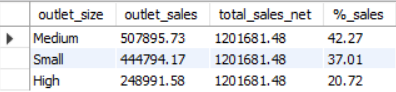 outlet_size outlet_sales total_sales_net %_sales
Medium 507895.73 1201681.48 42.27
Small 444794.17 1201681.48 37.01
High 248991.58 1201681.48 20.72